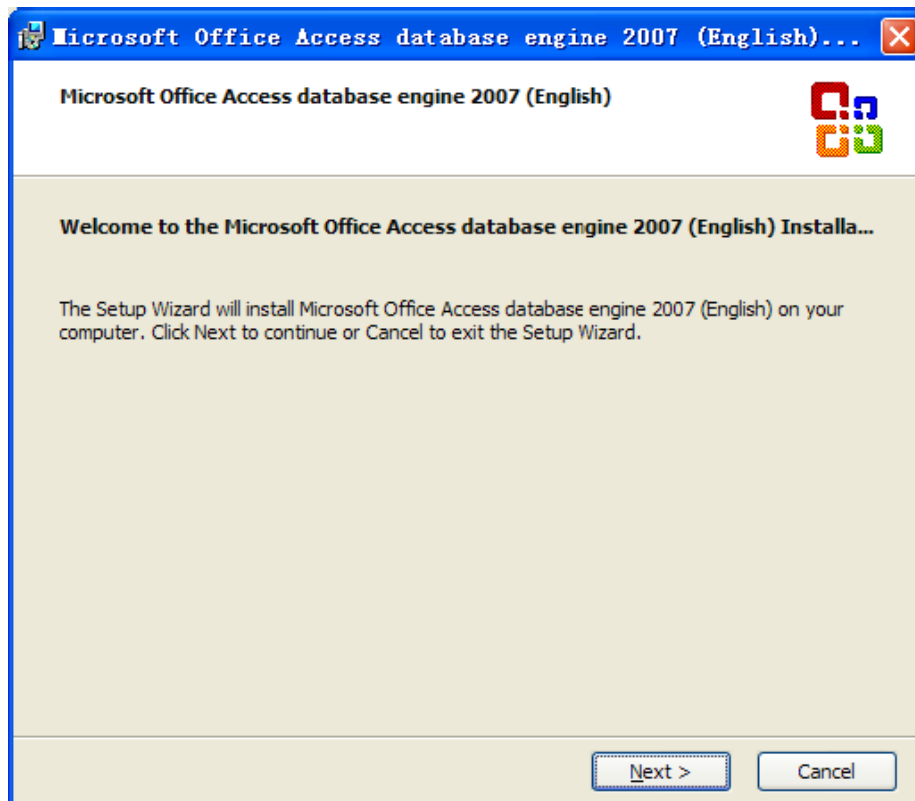 Microsoft Office Access database engine 2007 (English)...
Microsoft Office Access database engine 2007 (English)
Welcome to the Microsoft Office Access database engine 2007 (English) Installa...
The Setup Wizard will install Microsoft Office Access database engine 2007 (English) on your
computer. Click Next to continue or Cancel to exit the Setup Wizard.
Next >
Cancel